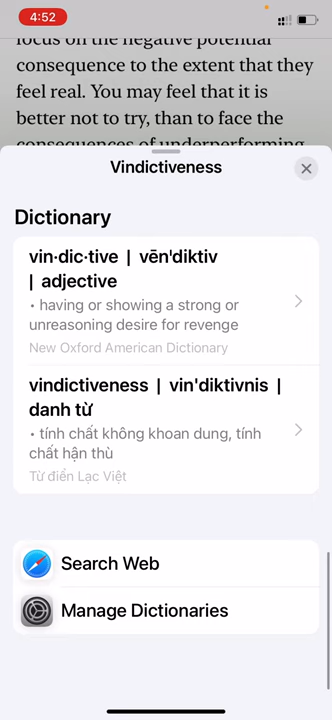 4:52
focus on the negative potential
consequence to the extent that they
feel real. You may feel that it is
better not to try, than to face the
consequences of underperforming
Vindictiveness
Dictionary
vin·dic·tive | vēn'diktiv
| adjective
• having or showing a strong or
unreasoning desire for revenge
New Oxford American Dictionary
vindictiveness | vin'diktivnis |
danh từ
• tính chất không khoan dung, tính
chất hận thù
Từ điển Lạc Việt
Search Web
Manage Dictionaries